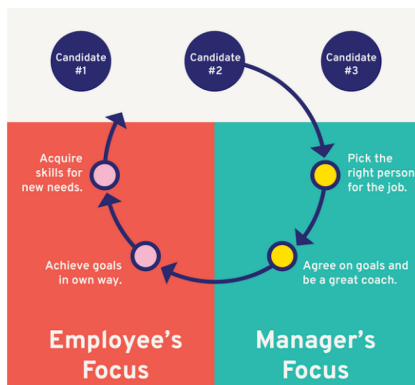 Candidate
#1
Candidate
#2
Candidate
#3
Acquire
skills for
new needs.
Pick the
right person
for the job.
Achieve goals
in own way.
Agree on goals and
be a great coach.
Employee's
Focus
Manager's
Focus